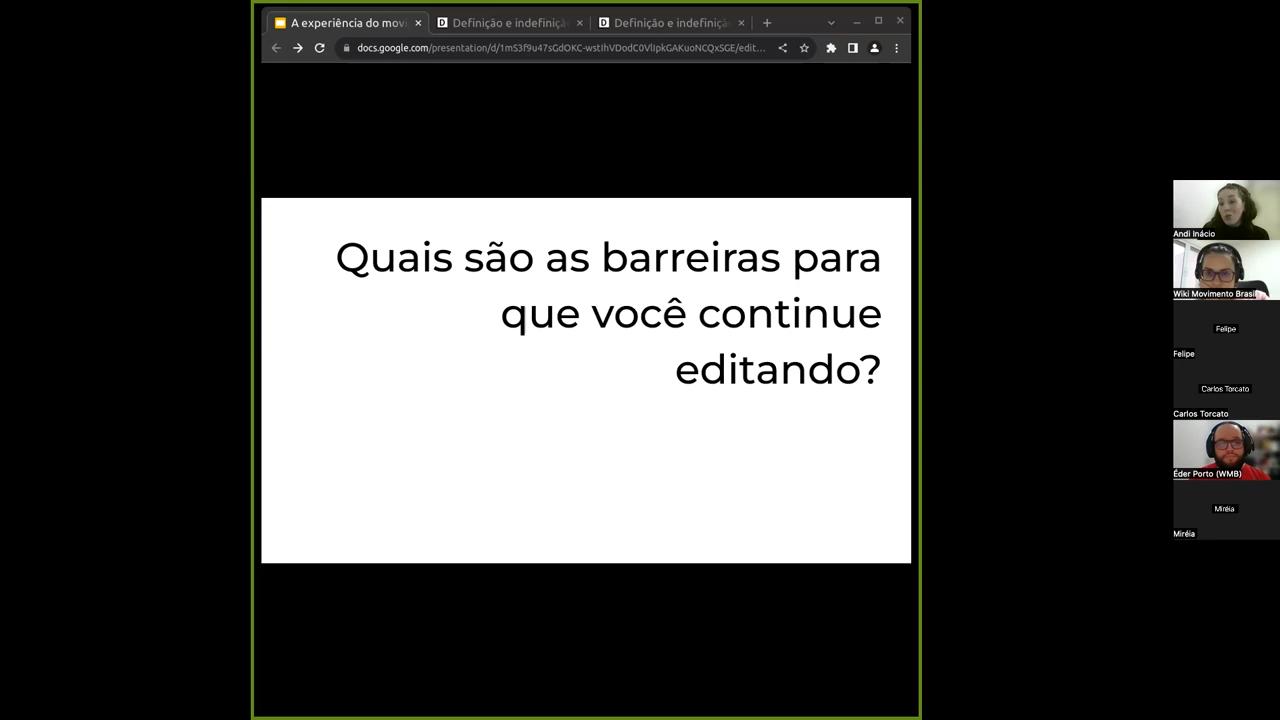 A experiência do movi
Definição e indefiniçã
Definição e indefiniçã
docs.google.com/presentation/d/1mS3f9u47sGdOKC-wstIhVDodC0VlIpkGAKuoNCQxSGE/edit...
Quais são as barreiras para
que você continue
editando?
Andi Inácio
Wiki Movimento Brasil
Felipe
Felipe
Carlos Torcato
Carlos Torcato
Éder Porto (WMB)
Miréia
Miréia